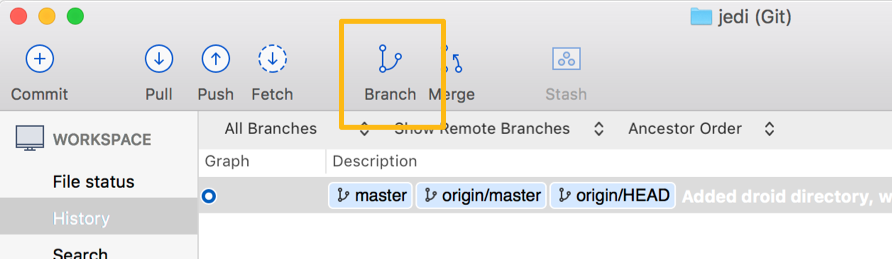 jedi (Git)
Commit Pull Push Fetch Branch Merge Stash
All Branches Show Remote Branches Ancestor Order
WORKSPACE
Graph Description
File status
master origin/master origin/HEAD Added droid directory, w
History
Search